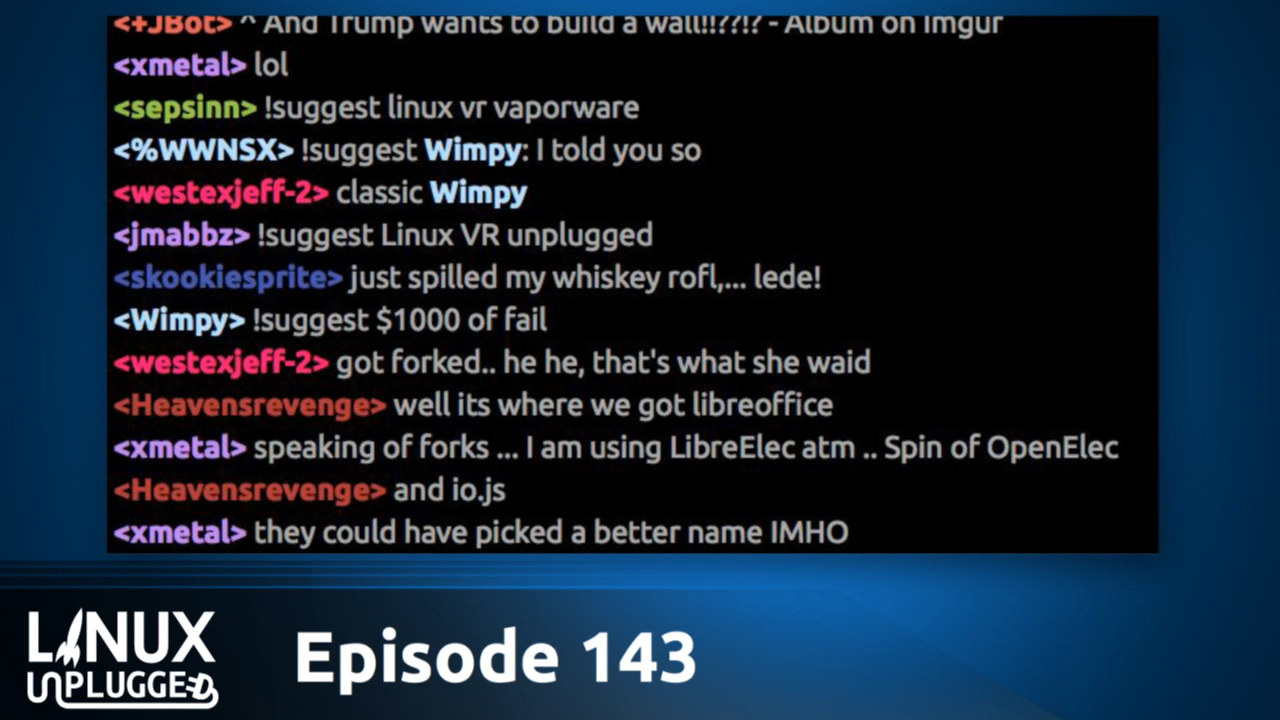 <+JBot> ^ And Trump wants to build a wall!!??!? - Album on Imgur
<xmetal> lol
<sepsinn> !suggest linux vr vaporware
<%WWNSX> !suggest Wimpy: I told you so
<westexjeff-2> classic Wimpy
<jmabbz> !suggest Linux VR unplugged
<skookiesprite> just spilled my whiskey rofl,... lede!
<Wimpy> !suggest $1000 of fail
<westexjeff-2> got forked.. he he, that's what she waid
<Heavensrevenge> well its where we got libreoffice
<xmetal> speaking of forks ... I am using LibreElec atm .. Spin of OpenElec
<Heavensrevenge> and io.js
<xmetal> they could have picked a better name IMHO
LINUX
UNPLUGGED
Episode 143